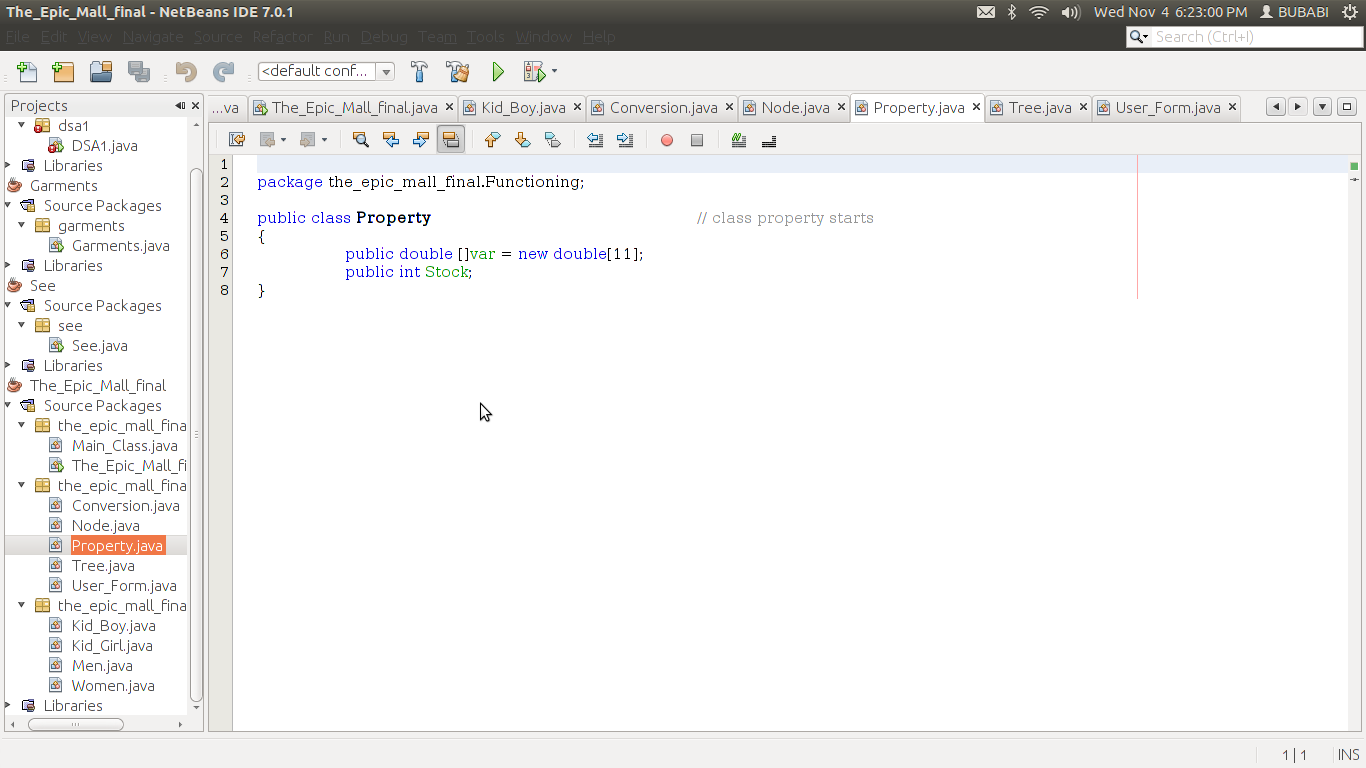 The_Epic_Mall_final - NetBeans IDE 7.0.1
Wed Nov 4 6:23:00 PM BUBABI
File Edit View Navigate Source Refactor Run Debug Team Tools Window Help
Search (Ctrl+I)
<default conf...
Projects
...va The_Epic_Mall_final.java Kid_Boy.java Conversion.java Node.java Property.java Tree.java User_Form.java
dsa1
DSA1.java
Libraries
Garments
Source Packages
garments
Garments.java
Libraries
See
Source Packages
see
See.java
Libraries
The_Epic_Mall_final
Source Packages
the_epic_mall_fina
Main_Class.java
The_Epic_Mall_fi
the_epic_mall_fina
Conversion.java
Node.java
Property.java
Tree.java
User_Form.java
the_epic_mall_fina
Kid_Boy.java
Kid_Girl.java
Men.java
Women.java
Libraries
1
2 package the_epic_mall_final.Functioning;
3
4 public class Property // class property starts
5 {
6 public double []var = new double[11];
7 public int Stock;
8 }
1 | 1 INS